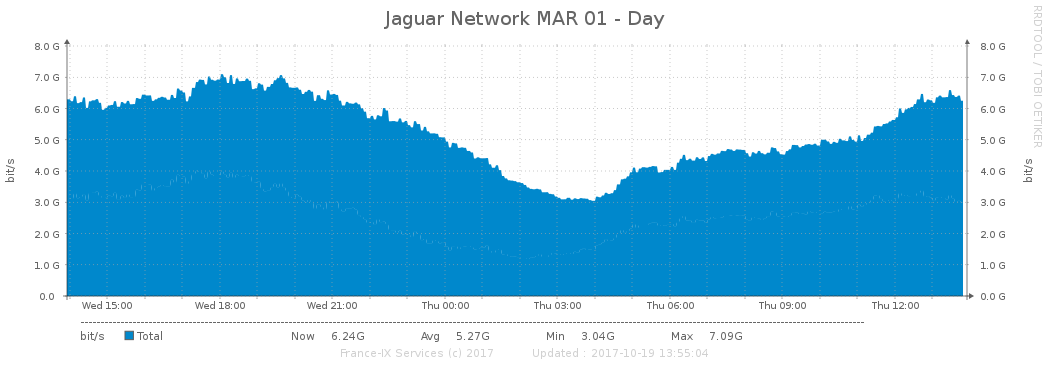 Jaguar Network MAR 01 - Day
RRDTOOL / TOBI OETIKER
8.0 G 8.0 G
7.0 G 7.0 G
6.0 G 6.0 G
5.0 G 5.0 G
4.0 G 4.0 G
3.0 G 3.0 G
2.0 G 2.0 G
1.0 G 1.0 G
0.0 0.0 G
bit/s
bit/s
Wed 15:00 Wed 18:00 Wed 21:00 Thu 00:00 Thu 03:00 Thu 06:00 Thu 09:00 Thu 12:00
bit/s Total Now 6.24G Avg 5.27G Min 3.04G Max 7.09G
France-IX Services (c) 2017 Updated : 2017-10-19 13:55:04